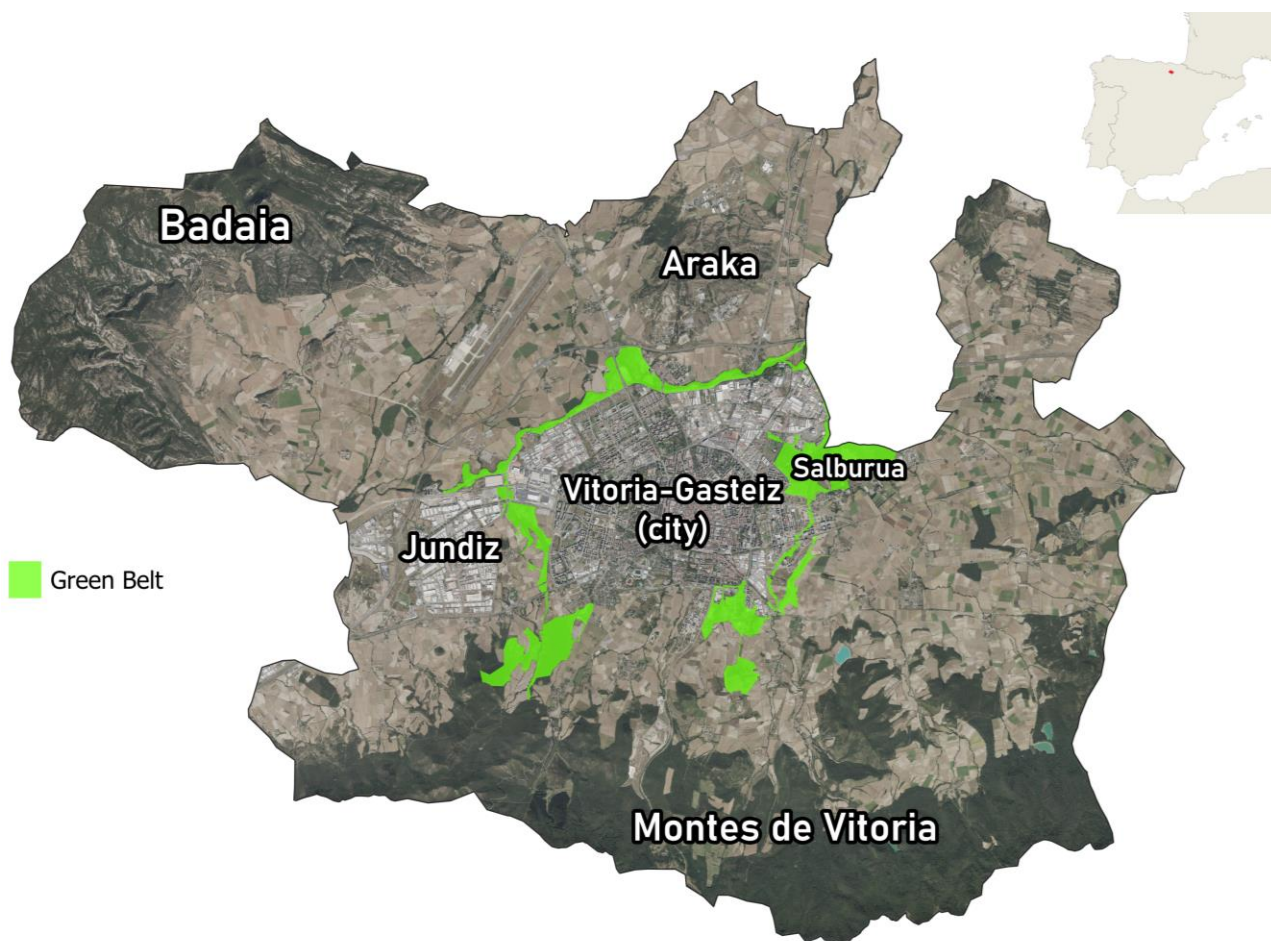 Badaia
Araka
Salburua
Vitoria-Gasteiz
(city)
Jundiz
Green Belt
Montes de Vitoria